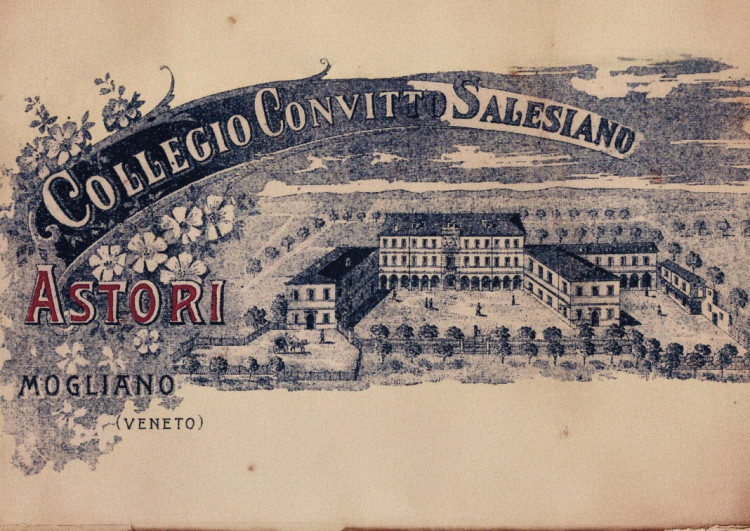 COLLEGIO CONVITTO SALESIANO
ASTORI
MOGLIANO
(VENETO)